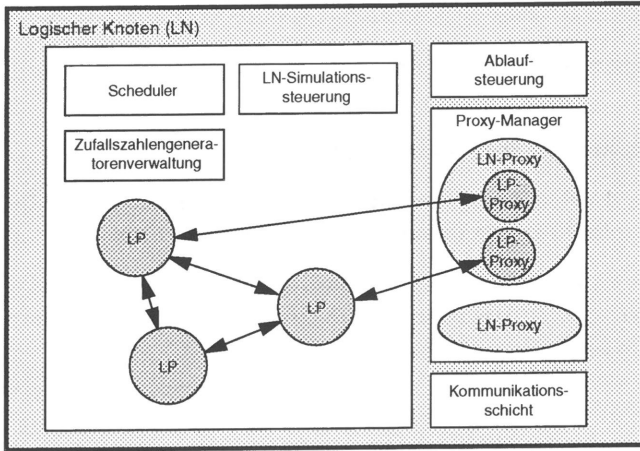 Logischer Knoten (LN)
Scheduler
LN-Simulations-
steuerung
Zufallszahlengenera-
torenverwaltung
LP
LP
LP
Ablauf-
steuerung
Proxy-Manager
LN-Proxy
LP-
Proxy
LP-
Proxy
LN-Proxy
Kommunikations-
schicht